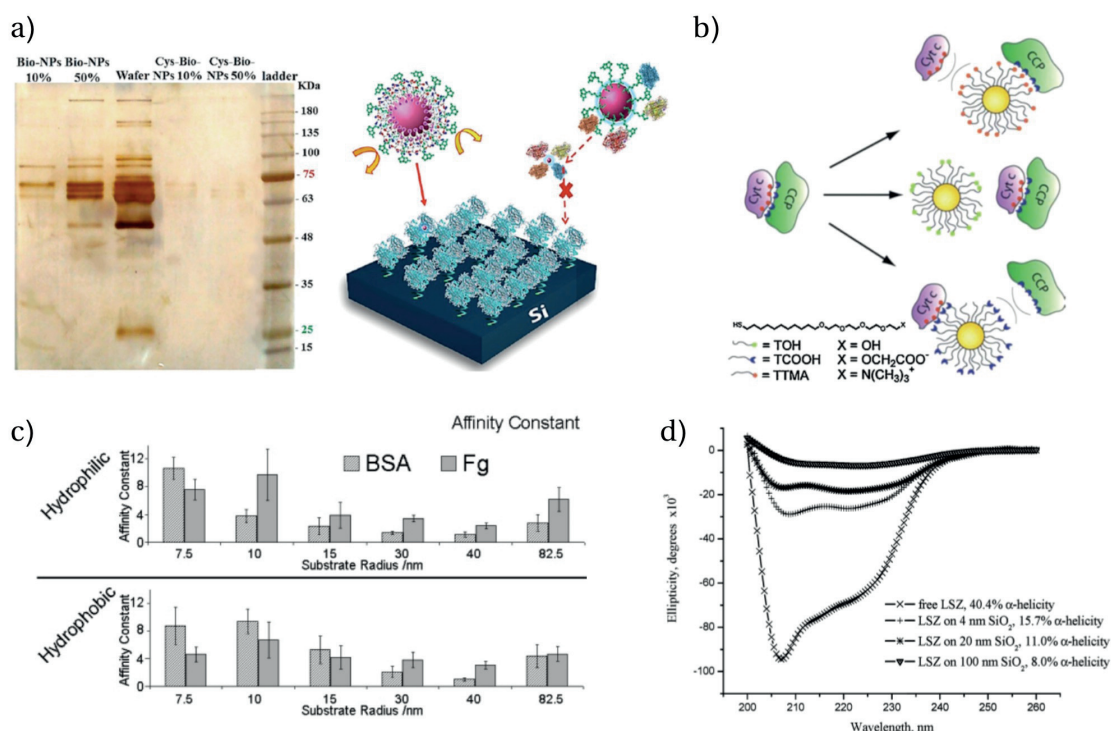 a)
Bio-NPs Bio-NPs Wafer Cys-Bio- Cys-Bio- ladder
10% 50% NPs 10% NPs 50%
KDa
180
135
100
75
63
48
35
25
15
Si
b)
Cyt c
CCP
Cyt c
CCP
Cyt c
CCP
Cyt c
CCP
HS
O
O
O
O
X
= TOH X = OH
= TCOOH X = OCH₂COO⁻
= TTMA X = N(CH₃)₃⁺
c)
Affinity Constant
Hydrophilic
Affinity Constant
12
8
4
0
BSA Fg
7.5 10 15 30 40 82.5
Substrate Radius /nm
Hydrophobic
Affinity Constant
12
8
4
0
7.5 10 15 30 40 82.5
Substrate Radius /nm
d)
Ellipticity, degrees x10³
0
-20
-40
-60
-80
-100
free LSZ, 40.4% α-helicity
LSZ on 4 nm SiO₂, 15.7% α-helicity
LSZ on 20 nm SiO₂, 11.0% α-helicity
LSZ on 100 nm SiO₂, 8.0% α-helicity
200 210 220 230 240 250 260
Wavelength, nm